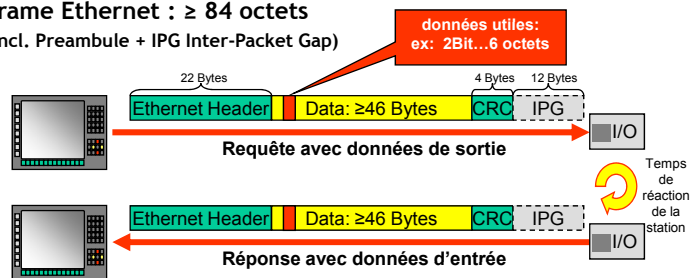 rame Ethernet : ≥ 84 octets
ncl. Preambule + IPG Inter-Packet Gap)
données utiles:
ex: 2Bit…6 octets
22 Bytes
4 Bytes
12 Bytes
Ethernet Header
Data: ≥46 Bytes
CRC
IPG
I/O
Requête avec données de sortie
Temps
de
réaction
de la
station
Ethernet Header
Data: ≥46 Bytes
CRC
IPG
I/O
Réponse avec données d'entrée